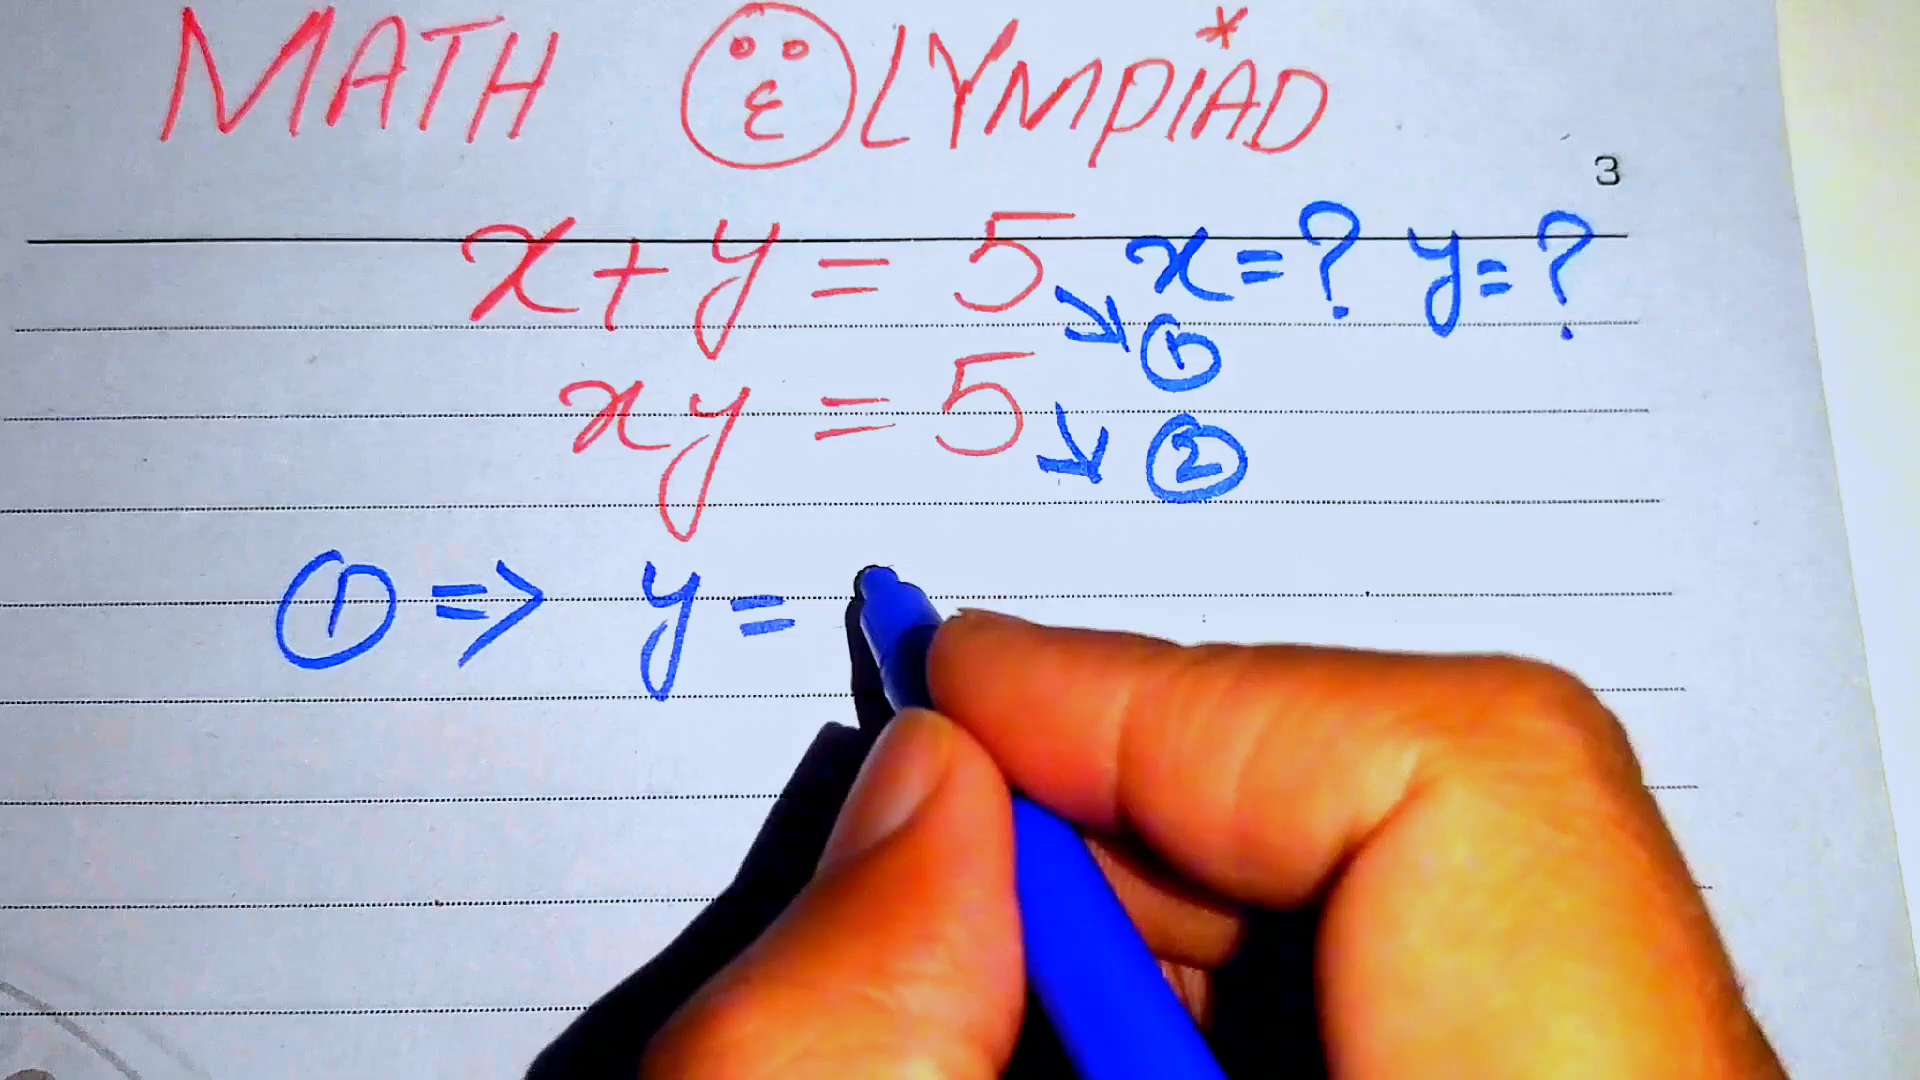 MATH OLYMPIAD
3
x+y = 5 x=? y=?
→ ①
xy = 5 → ②
① => y =